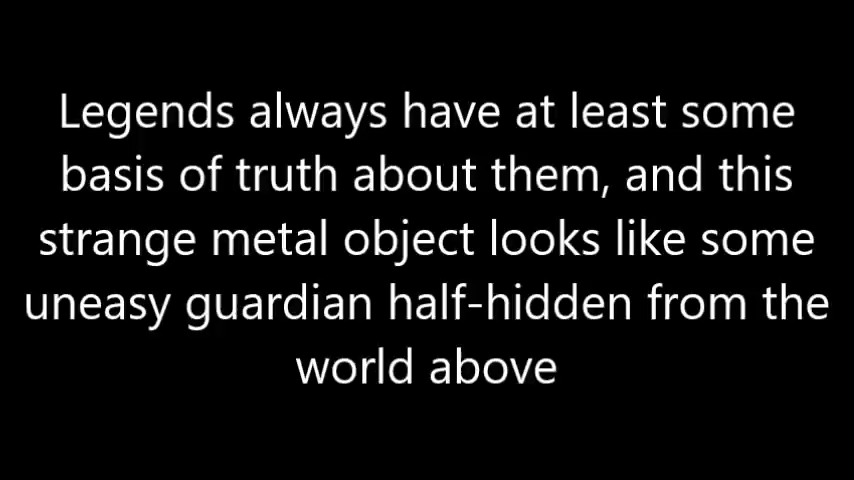 Legends always have at least some
basis of truth about them, and this
strange metal object looks like some
uneasy guardian half-hidden from the
world above